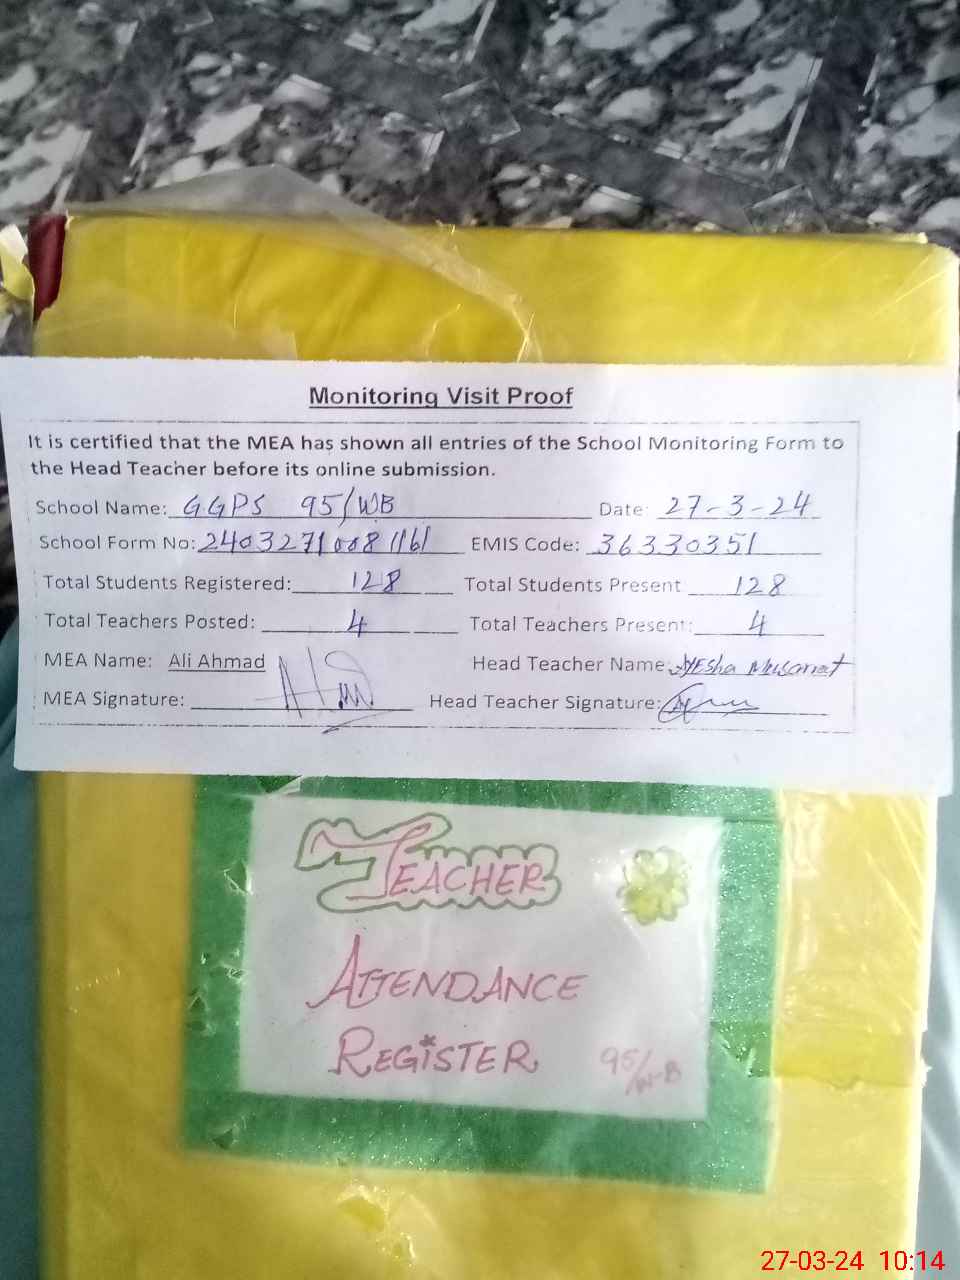 Monitoring Visit Proof
It is certified that the MEA has shown all entries of the School Monitoring Form to
the Head Teacher before its online submission.
School Name: G.GPS 95/WB Date: 27-3-24
School Form No: 2403271008 1161 EMIS Code: 36330351
Total Students Registered: 128 Total Students Present 128
Total Teachers Posted: 4 Total Teachers Present: 4
MEA Name: Ali Ahmad Head Teacher Name: Ayesha Musarrat
MEA Signature: Head Teacher Signature:
TEACHER
ATTENDANCE
REGISTER 95/W-B
27-03-24 10:14